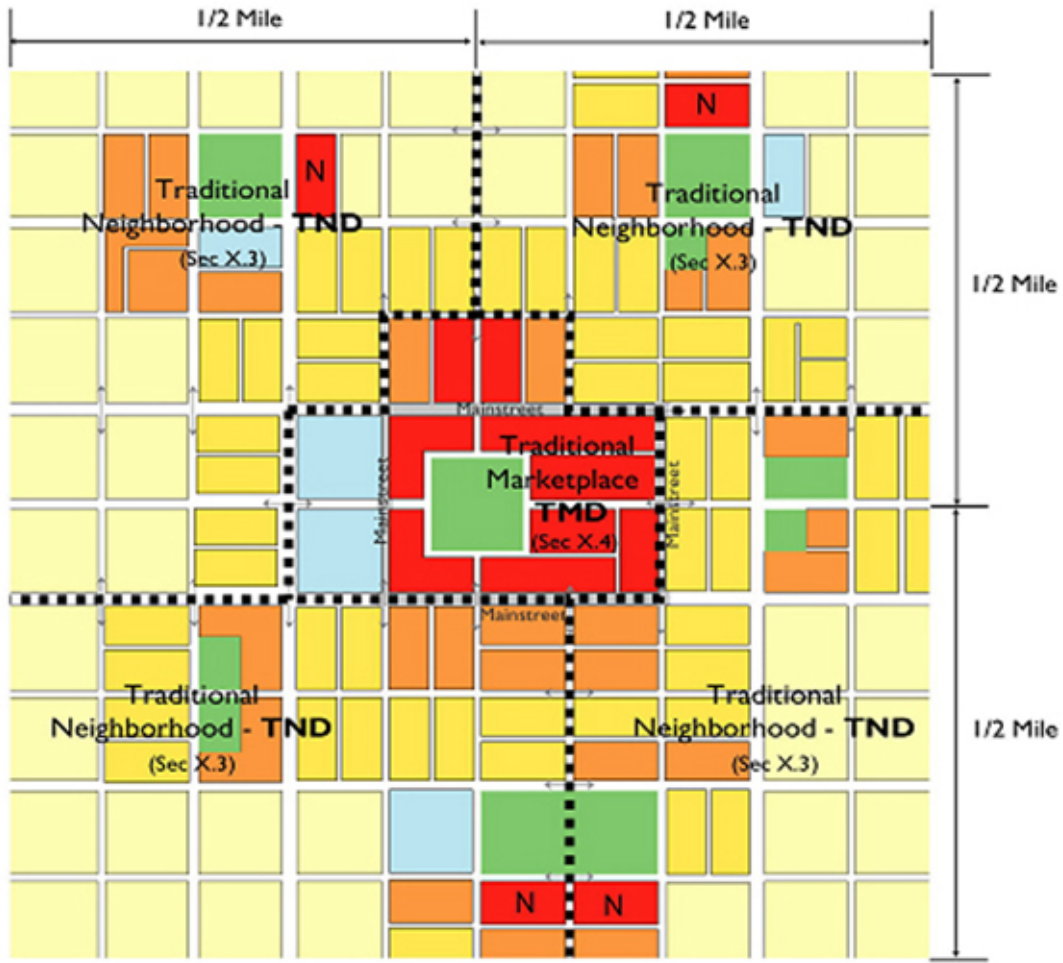 1/2 Mile
1/2 Mile
N
N
Traditional
Neighborhood - TND
(Sec X.3)
Traditional
Neighborhood - TND
(Sec X.3)
1/2 Mile
Mainstreet
Mainstreet
Traditional
Marketplace
TMD
(Sec X.4)
Mainstreet
Mainstreet
Traditional
Neighborhood - TND
(Sec X.3)
Traditional
Neighborhood - TND
(Sec X.3)
1/2 Mile
N
N